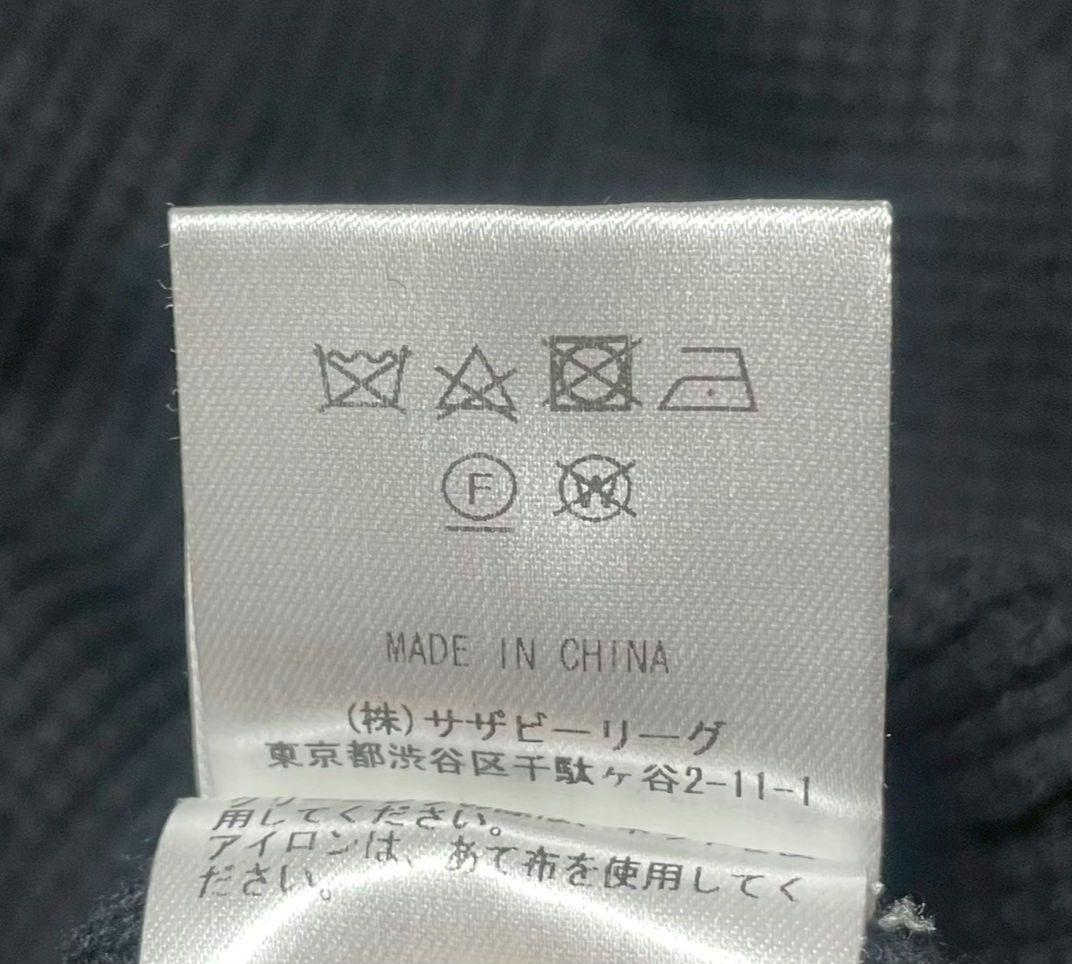 F W
MADE IN CHINA
(株)サザビーリーグ
東京都渋谷区千駄ヶ谷2-11-1
用してください。
アイロンは、あて布を使用してく
ださい。